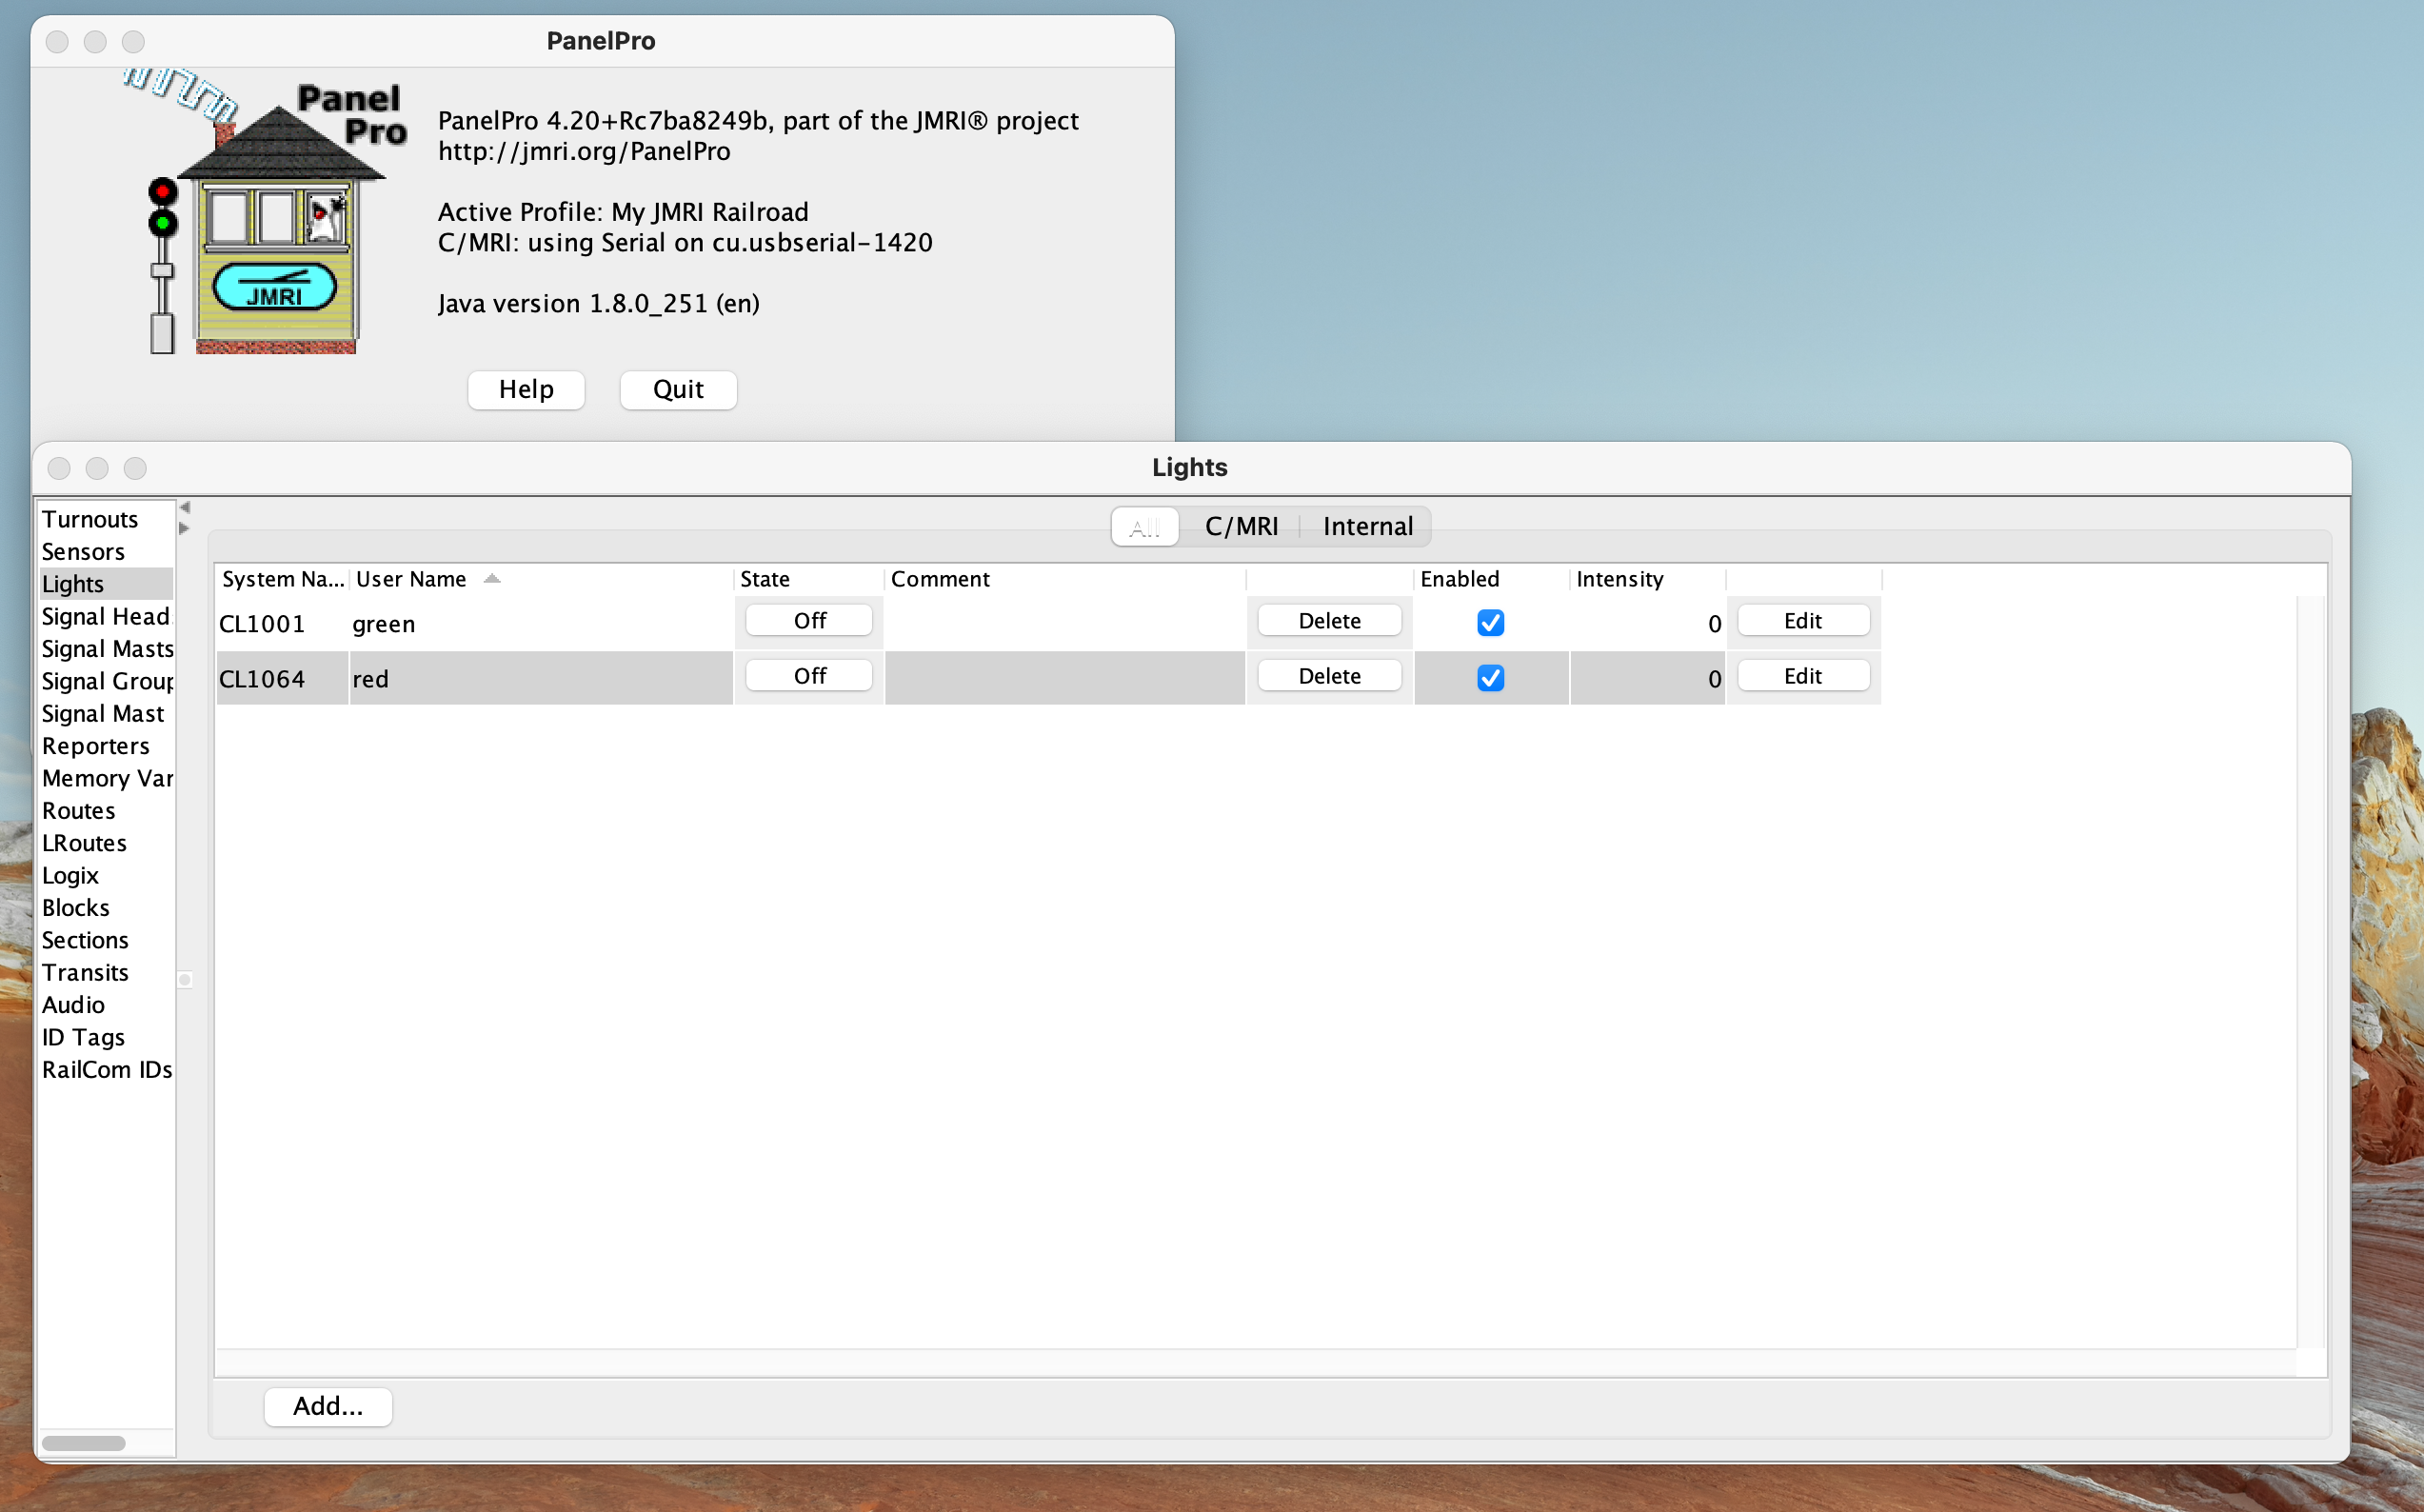 PanelPro
Panel
Pro
PanelPro 4.20+Rc7ba8249b, part of the JMRI® project
http://jmri.org/PanelPro
Active Profile: My JMRI Railroad
C/MRI: using Serial on cu.usbserial-1420
JMRI
Java version 1.8.0_251 (en)
Help Quit
Lights
Turnouts
Sensors
Lights
Signal Head
Signal Masts
Signal Group
Signal Mast
Reporters
Memory Var
Routes
LRoutes
Logix
Blocks
Sections
Transits
Audio
ID Tags
RailCom IDs
All C/MRI Internal
System Na... User Name State Comment Enabled Intensity
CL1001 green Off Delete 0 Edit
CL1064 red Off Delete 0 Edit
Add...